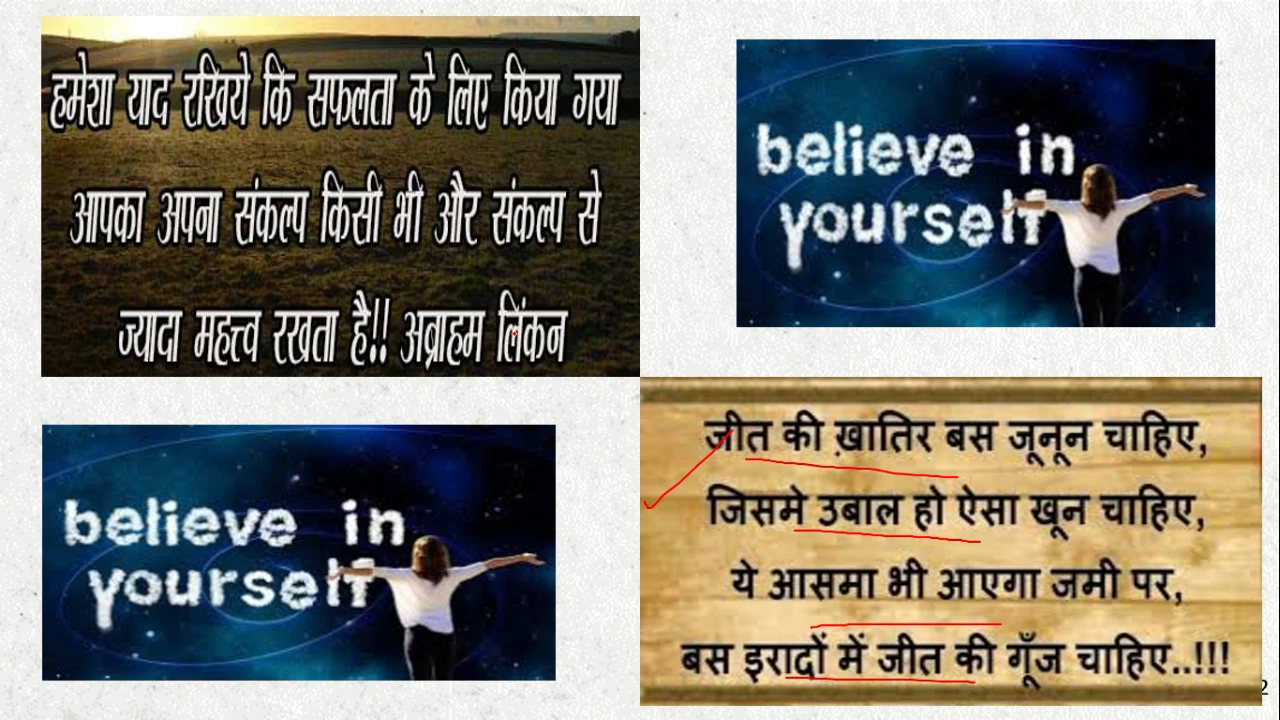 हमेशा याद रखिये कि सफलता के लिए किया गया
आपका अपना संकल्प किसी भी और संकल्प से
ज्यादा महत्त्व रखता है!! अब्राहम लिंकन
believe in
yourself
believe in
yourself
जीत की ख़ातिर बस जूनून चाहिए,
जिसमे उबाल हो ऐसा खून चाहिए,
ये आसमा भी आएगा जमी पर,
बस इरादों में जीत की गूँज चाहिए..!!!
2